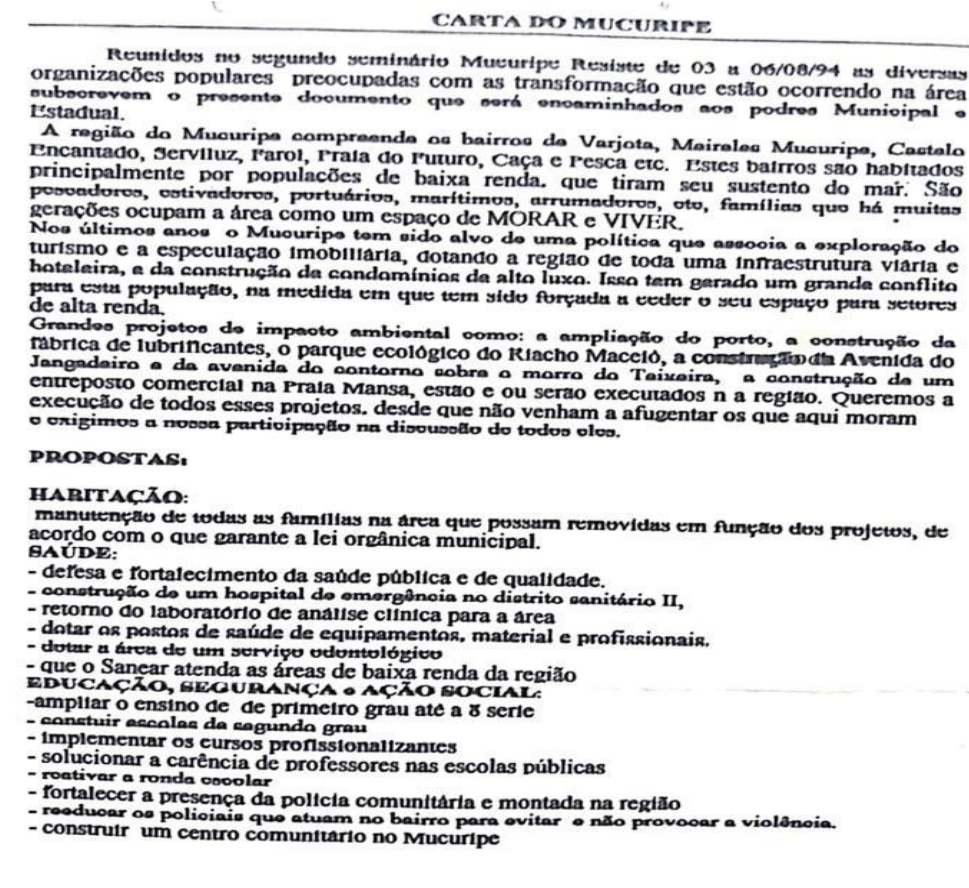 CARTA DO MUCURIPE
Reunidos no segundo seminário Mucuripe Resiste de 03 a 06/08/94 as diversas
organizacões populares preocupadas com as transformação que estão ocorrendo na área
subscrevem o presente documento que será encaminhados aos podres Municipal e
Estadual.
A região do Mucuripe compreende os bairros da Varjota, Meireles Mucuripe, Castelo
Encantado, Serviluz, Farol, Praia do Futuro, Caça e Pesca etc. Estes bairros são habitados
principalmente por populacões de baixa renda. que tiram seu sustento do mar. São
pescadores, estivadores, portuários, marítimos, arrumadores, etc, famílias que há muitas
gerações ocupam a área como um espaço de MORAR e VIVER.
Nos últimos anos o Mucuripe tem sido alvo de uma política que associa a exploração do
turismo e a especulação imobiliária, dotando a região de toda uma infraestrutura viária e
hoteleira, e da construção de condomínios de alto luxo. Isso tem gerado um grande conflito
para esta população, na medida em que tem sido forçada a ceder o seu espaço para setores
de alta renda.
Grandes projetos de impacto ambiental como: a ampliação do porto, a construção da
fábrica de lubrificantes, o parque ecológico do Riacho Maceió, a construção da Avenida do
Jangadeiro e da avenida do contorno sobre o morro do Teixeira, a construção de um
entreposto comercial na Praia Mansa, estão e ou serao executados n a região. Queremos a
execução de todos esses projetos. desde que não venham a afugentar os que aqui moram
e exigimos a nossa participação na discussão de todos eles.
PROPOSTAS:
HABITAÇÃO:
manutenção de todas as famílias na área que possam removidas em função dos projetos, de
acordo com o que garante a lei orgânica municipal.
SAÚDE:
- defesa e fortalecimento da saúde pública e de qualidade.
- construção de um hospital de emergência no distrito sanitário II,
- retorno do laboratório de análise clínica para a área
- dotar os postos de saúde de equipamentos, material e profissionais.
- dotar a área de um serviço odontológico
- que o Sanear atenda as áreas de baixa renda da região
EDUCAÇÃO, SEGURANÇA e AÇÃO SOCIAL:
-ampliar o ensino de de primeiro grau até a 8 serie
- constuir escolas de segundo grau
- implementar os cursos profissionalizantes
- solucionar a carência de professores nas escolas públicas
- reativar a ronda escolar
- fortalecer a presença da policia comunitária e montada na região
- reeducar os policiais que atuam no bairro para evitar e não provocar a violência.
- construir um centro comunitário no Mucuripe